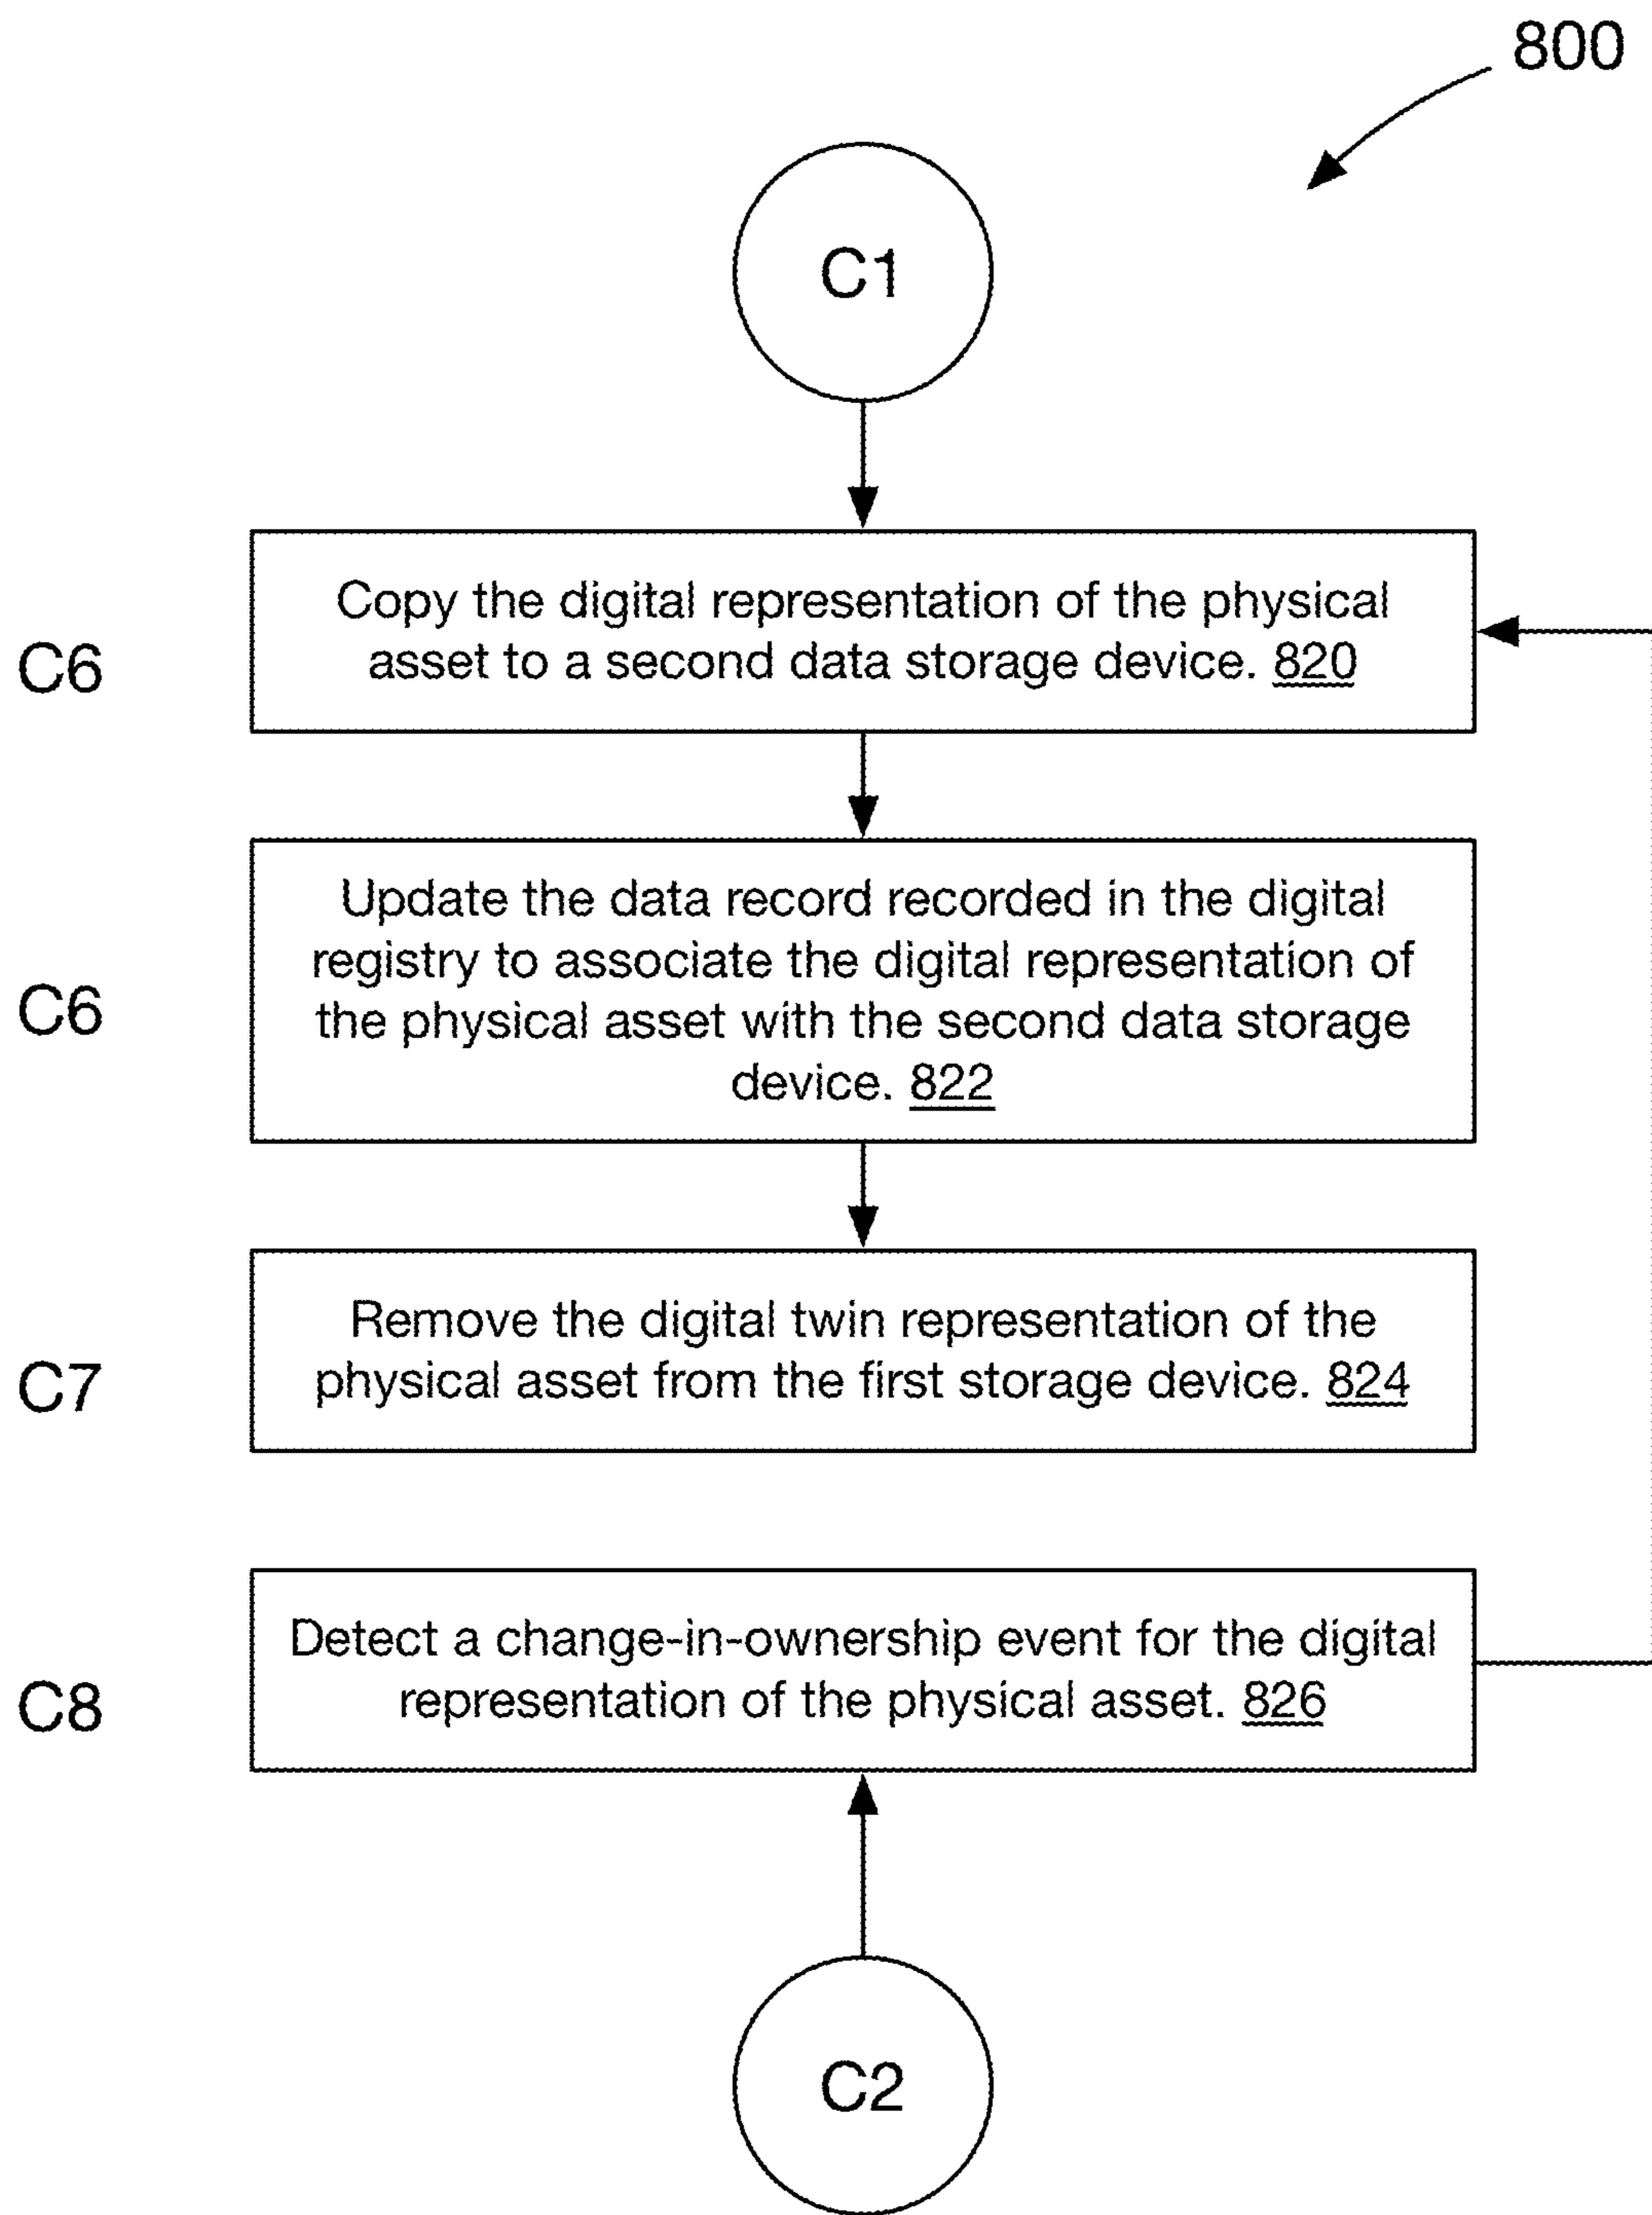 800
C1
Copy the digital representation of the physical
asset to a second data storage device. 820
C6
Update the data record recorded in the digital
registry to associate the digital representation of
the physical asset with the second data storage
device. 822
C6
Remove the digital twin representation of the
physical asset from the first storage device. 824
C7
Detect a change-in-ownership event for the digital
representation of the physical asset. 826
C8
C2